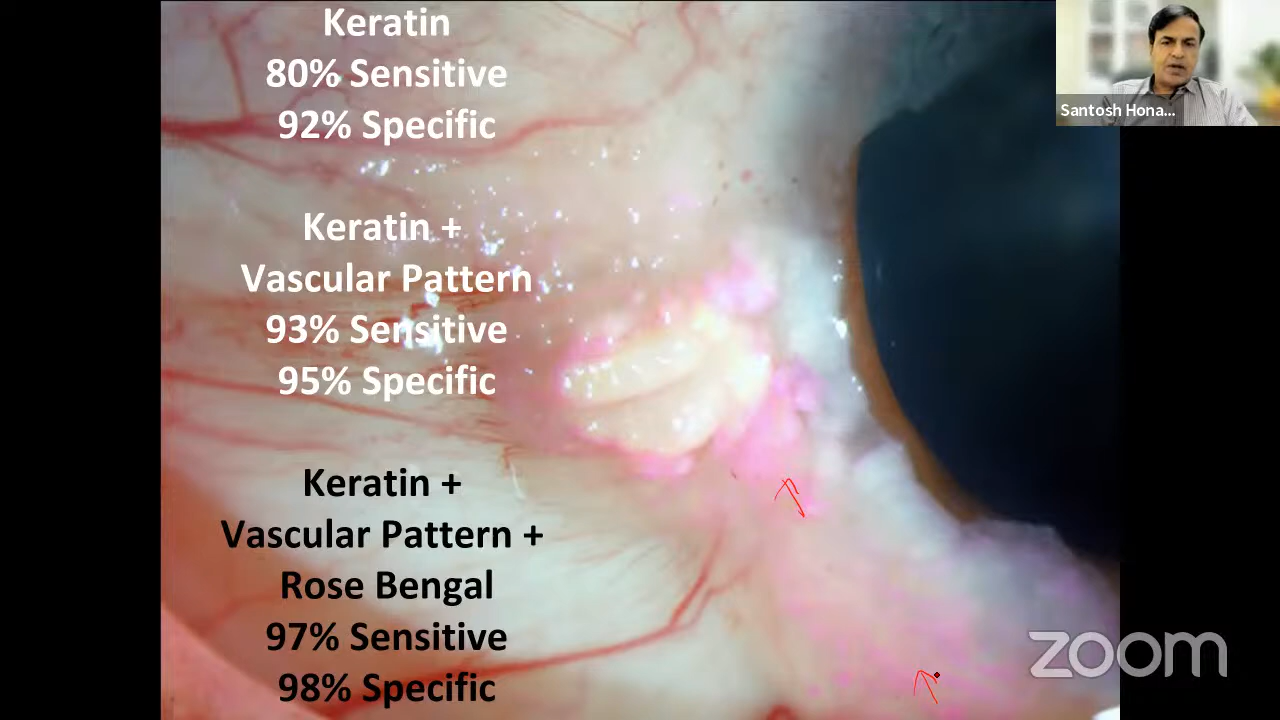 Keratin
80% Sensitive
92% Specific
Keratin +
Vascular Pattern
93% Sensitive
95% Specific
Keratin +
Vascular Pattern +
Rose Bengal
97% Sensitive
98% Specific
Santosh Hona...
zoom